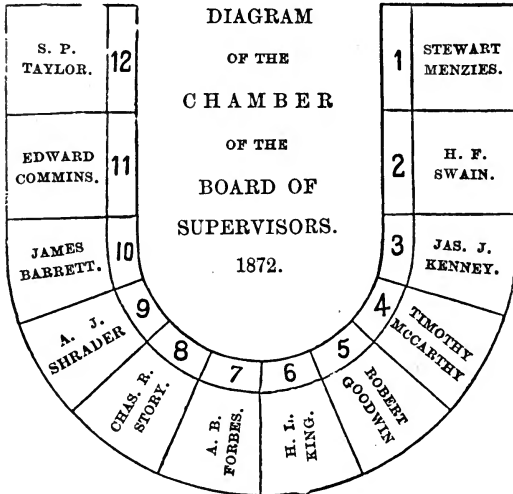 DIAGRAM
OF THE
CHAMBER
OF THE
BOARD OF
SUPERVISORS.
1872.
1
STEWART
MENZIES.
2
H. F.
SWAIN.
3
JAS. J.
KENNEY.
4
TIMOTHY
MCCARTHY
5
ROBERT
GOODWIN
6
H. L.
KING.
7
A. B.
FORBES.
8
CHAS. R.
STORY.
9
A. J.
SHRADER
10
JAMES
BARRETT.
11
EDWARD
COMMINS.
12
S. P.
TAYLOR.